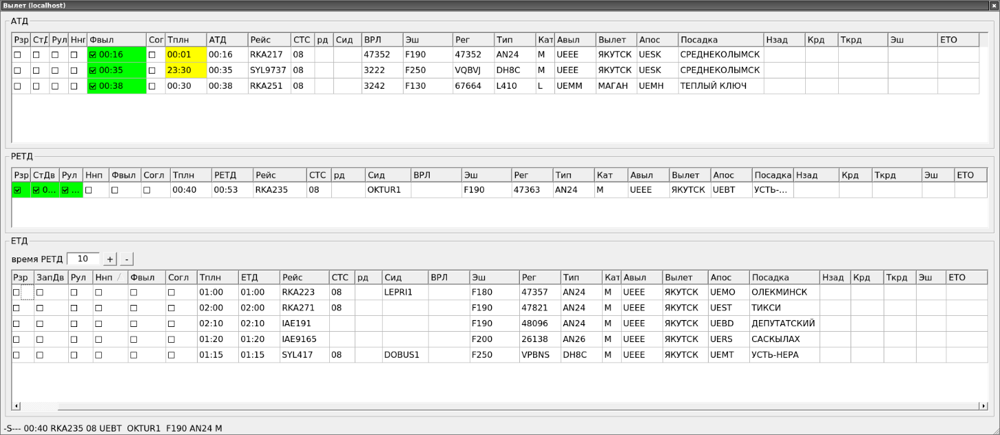 Вылет (localhost)
АТД
Рзр СтД Рул Ннп Фвыл Сог Тплн АТД Рейс СТС рд Сид ВРЛ Эш Рег Тип Кат Авыл Вылет Апос Посадка Нзад Крд Ткрд Эш ЕТО
00:16 00:01 00:16 RKA217 08 47352 F190 47352 AN24 M UEEE ЯКУТСК UESK СРЕДНЕКОЛЫМСК
00:35 23:30 00:35 SYL9737 08 3222 F250 VQBVJ DH8C M UEEE ЯКУТСК UESK СРЕДНЕКОЛЫМСК
00:38 00:30 00:38 RKA251 08 3242 F130 67664 L410 L UEMM МАГАН UEMH ТЕПЛЫЙ КЛЮЧ
РЕТД
Рзр СтДв Рул Ннп Фвыл Согл Тплн РЕТД Рейс СТС рд Сид ВРЛ Эш Рег Тип Кат Авыл Вылет Апос Посадка Нзад Крд Ткрд Эш ЕТО
0... ... 00:40 00:53 RKA235 08 OKTUR1 F190 47363 AN24 M UEEE ЯКУТСК UEBT УСТЬ-...
ЕТД
время РЕТД 10 + -
Рзр ЗапДв Рул Ннп Фвыл Согл Тплн ЕТД Рейс СТС рд Сид ВРЛ Эш Рег Тип Кат Авыл Вылет Апос Посадка Нзад Крд Ткрд Эш ЕТО
01:00 01:00 RKA223 08 LEPRI1 F180 47357 AN24 M UEEE ЯКУТСК UEMO ОЛЕКМИНСК
02:00 02:00 RKA271 08 F190 47821 AN24 M UEEE ЯКУТСК UEST ТИКСИ
02:10 02:10 IAE191 F190 48096 AN24 M UEEE ЯКУТСК UEBD ДЕПУТАТСКИЙ
01:20 01:20 IAE9165 F200 26138 AN26 M UEEE ЯКУТСК UERS САСКЫЛАХ
01:15 01:15 SYL417 08 DOBUS1 F250 VPBNS DH8C M UEEE ЯКУТСК UEMT УСТЬ-НЕРА
-S--- 00:40 RKA235 08 UEBT OKTUR1 F190 AN24 M